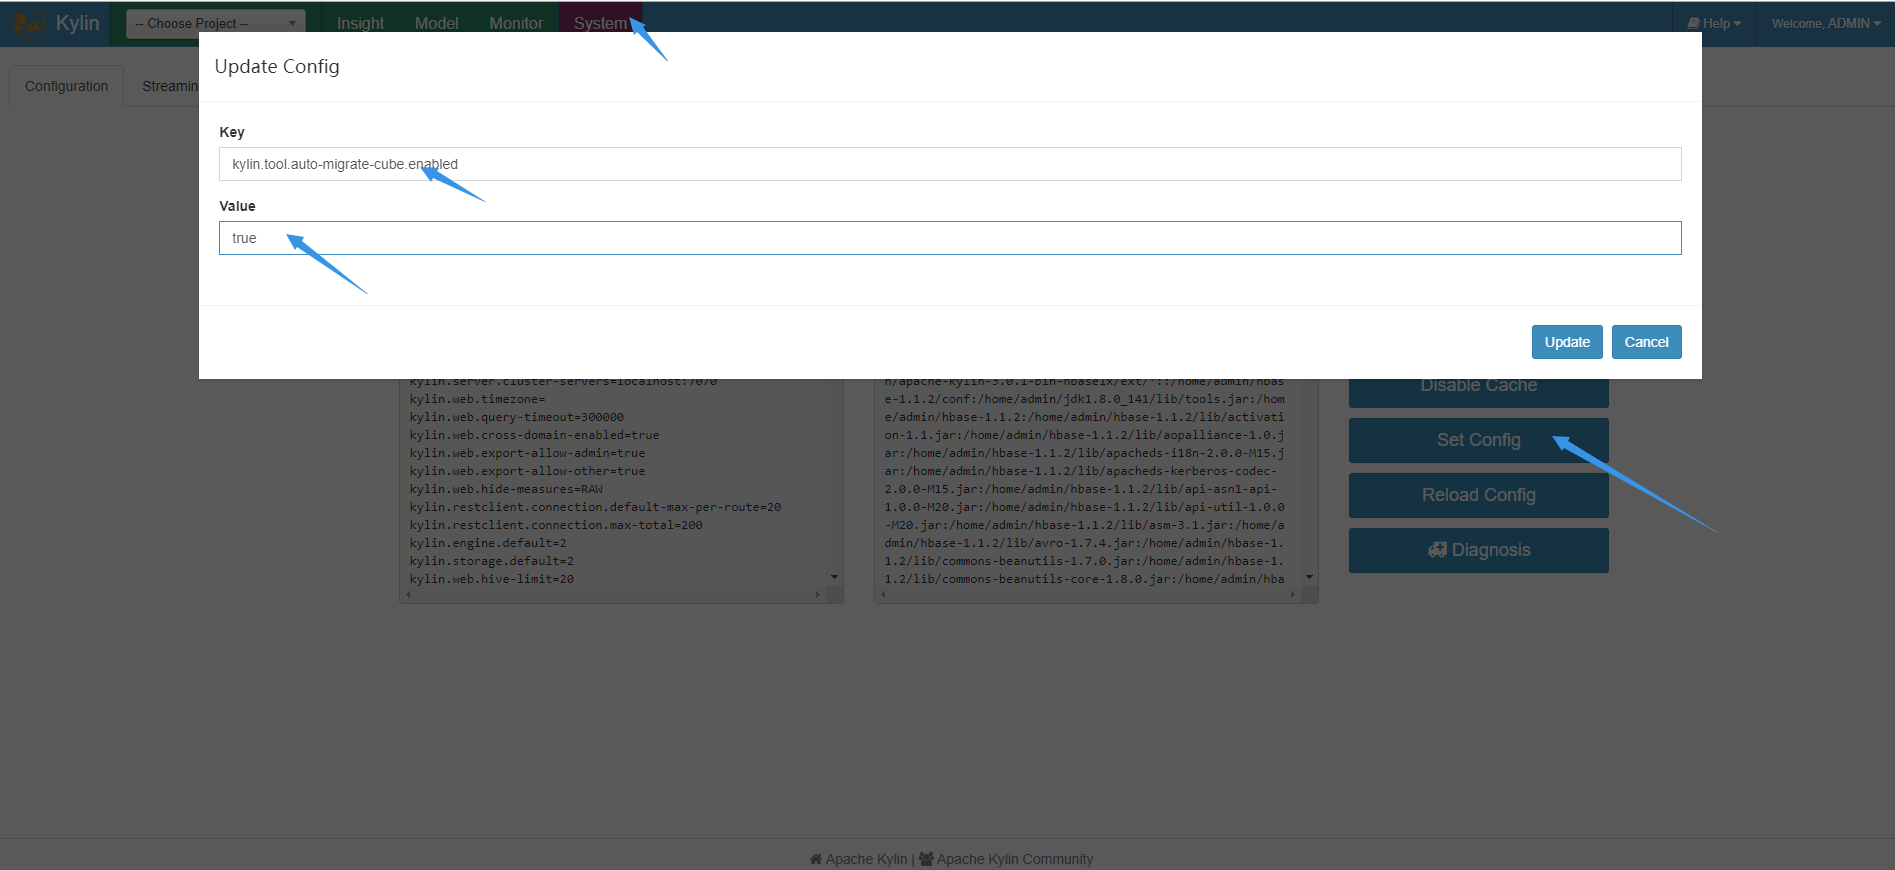 Kylin
-- Choose Project --
Insight
Model
Monitor
System
Help
Welcome, ADMIN
Configuration
Streamin
Update Config
Key
kylin.tool.auto-migrate-cube.enabled
Value
true
Update
Cancel
kylin.server.cluster-servers=localhost:7070
kylin.web.timezone=
kylin.web.query-timeout=300000
kylin.web.cross-domain-enabled=true
kylin.web.export-allow-admin=true
kylin.web.export-allow-other=true
kylin.web.hide-measures=RAW
kylin.restclient.connection.default-max-per-route=20
kylin.restclient.connection.max-total=200
kylin.engine.default=2
kylin.storage.default=2
kylin.web.hive-limit=20
n/apache-kylin-3.0.1-bin-hbase1x/ext/*::/home/admin/hbas
e-1.1.2/conf:/home/admin/jdk1.8.0_141/lib/tools.jar:/hom
e/admin/hbase-1.1.2:/home/admin/hbase-1.1.2/lib/activati
on-1.1.jar:/home/admin/hbase-1.1.2/lib/aopalliance-1.0.j
ar:/home/admin/hbase-1.1.2/lib/apacheds-i18n-2.0.0-M15.j
ar:/home/admin/hbase-1.1.2/lib/apacheds-kerberos-codec-
2.0.0-M15.jar:/home/admin/hbase-1.1.2/lib/api-asn1-api-
1.0.0-M20.jar:/home/admin/hbase-1.1.2/lib/api-util-1.0.0
-M20.jar:/home/admin/hbase-1.1.2/lib/asm-3.1.jar:/home/a
dmin/hbase-1.1.2/lib/avro-1.7.4.jar:/home/admin/hbase-1.
1.2/lib/commons-beanutils-1.7.0.jar:/home/admin/hbase-1.
1.2/lib/commons-beanutils-core-1.8.0.jar:/home/admin/hba
Disable Cache
Set Config
Reload Config
Diagnosis
Apache Kylin | Apache Kylin Community